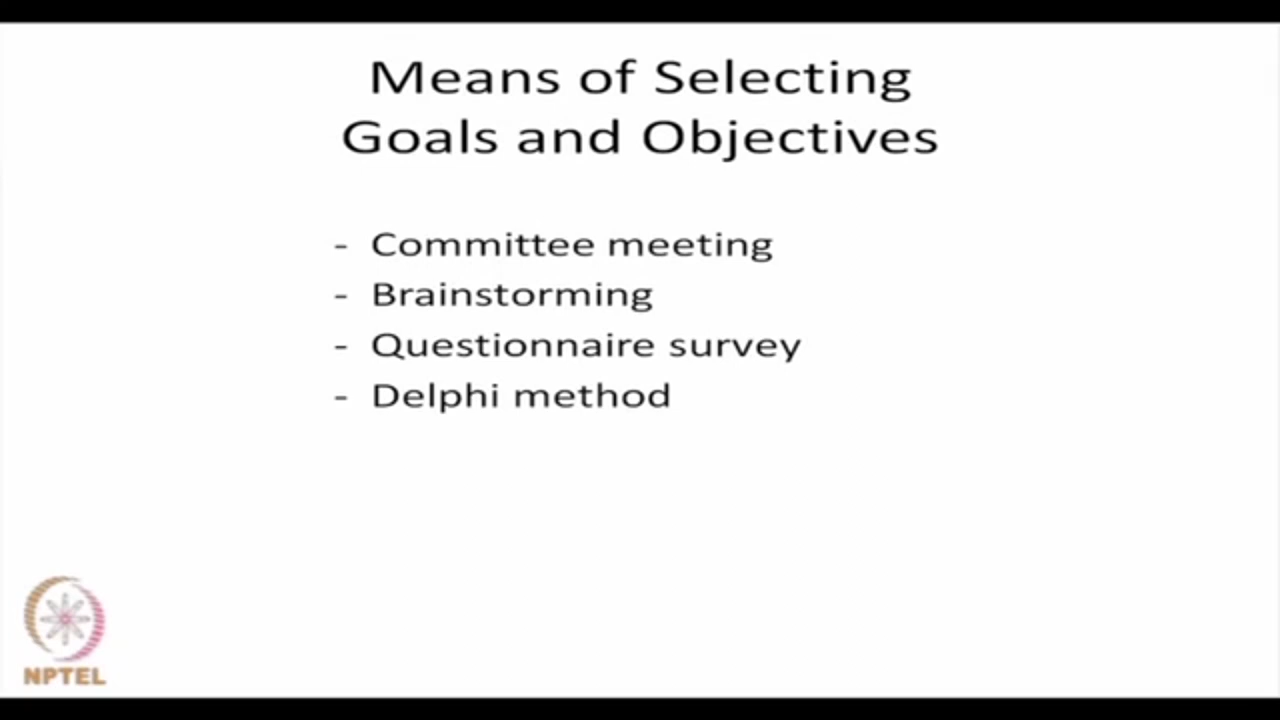 Means of Selecting
Goals and Objectives
- Committee meeting
- Brainstorming
- Questionnaire survey
- Delphi method
NPTEL